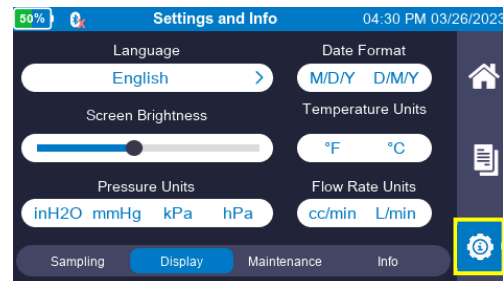 50% Settings and Info 04:30 PM 03/26/2023
Language Date Format
English > M/D/Y D/M/Y
Screen Brightness Temperature Units
°F °C
Pressure Units Flow Rate Units
inH2O mmHg kPa hPa cc/min L/min
Sampling Display Maintenance Info